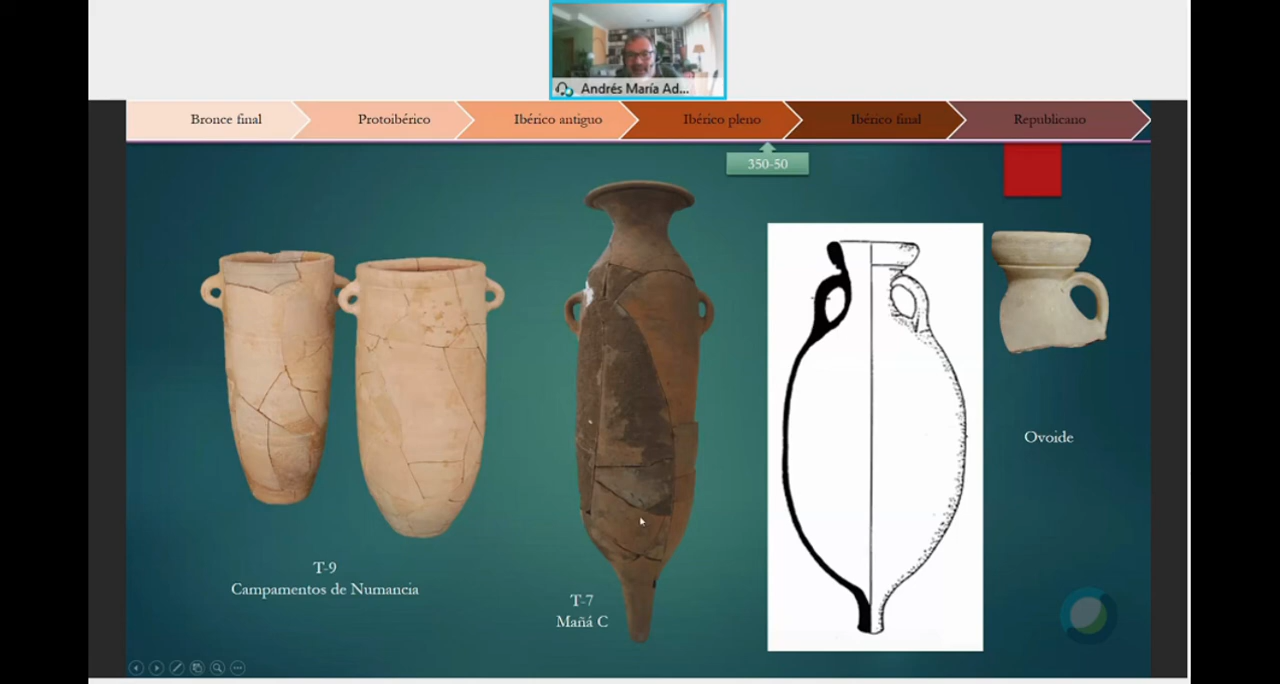 Andrés María Ad...
Bronce final
Protoibérico
Ibérico antiguo
Ibérico pleno
Ibérico final
Republicano
350-50
Ovoide
T-9
Campamentos de Numancia
T-7
Mañá C